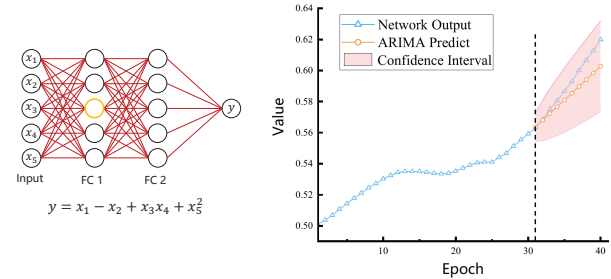 x₁
x₂
x₃
x₄
x₅
y
Input FC 1 FC 2
y = x₁ − x₂ + x₃x₄ + x₅²
Network Output
ARIMA Predict
Confidence Interval
Value
0.64
0.62
0.60
0.58
0.56
0.54
0.52
0.50
10 20 30 40
Epoch